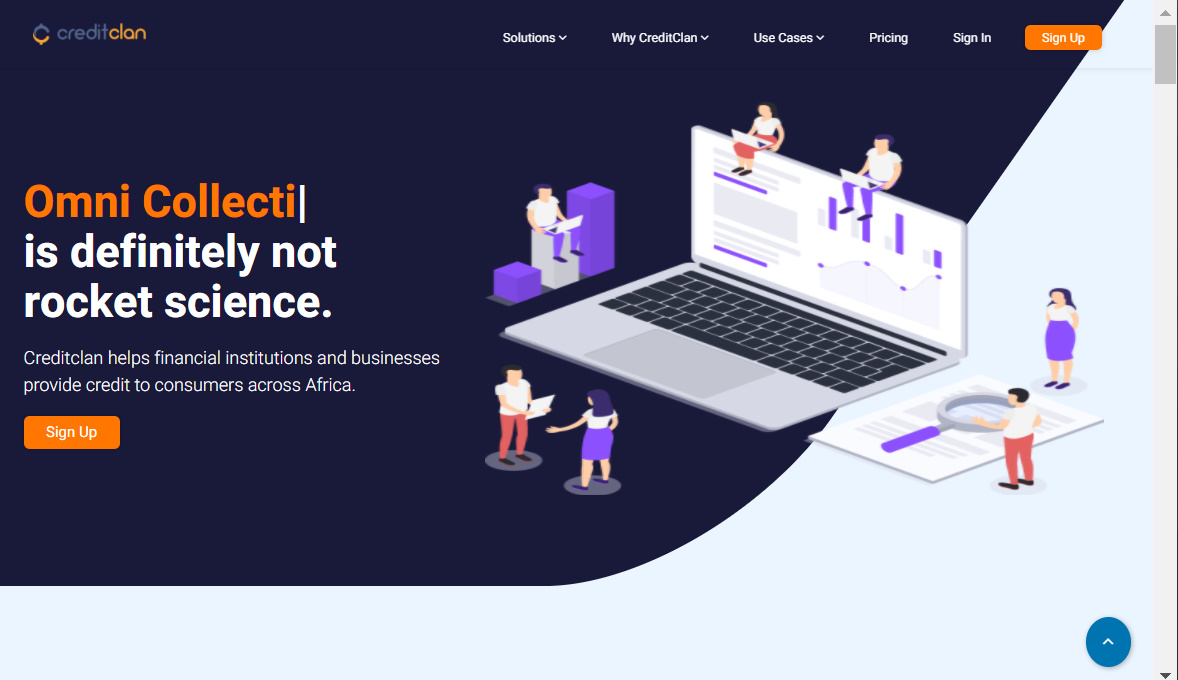 creditclan
Solutions
Why CreditClan
Use Cases
Pricing
Sign In
Sign Up
Omni Collecti|
is definitely not
rocket science.
Creditclan helps financial institutions and businesses
provide credit to consumers across Africa.
Sign Up